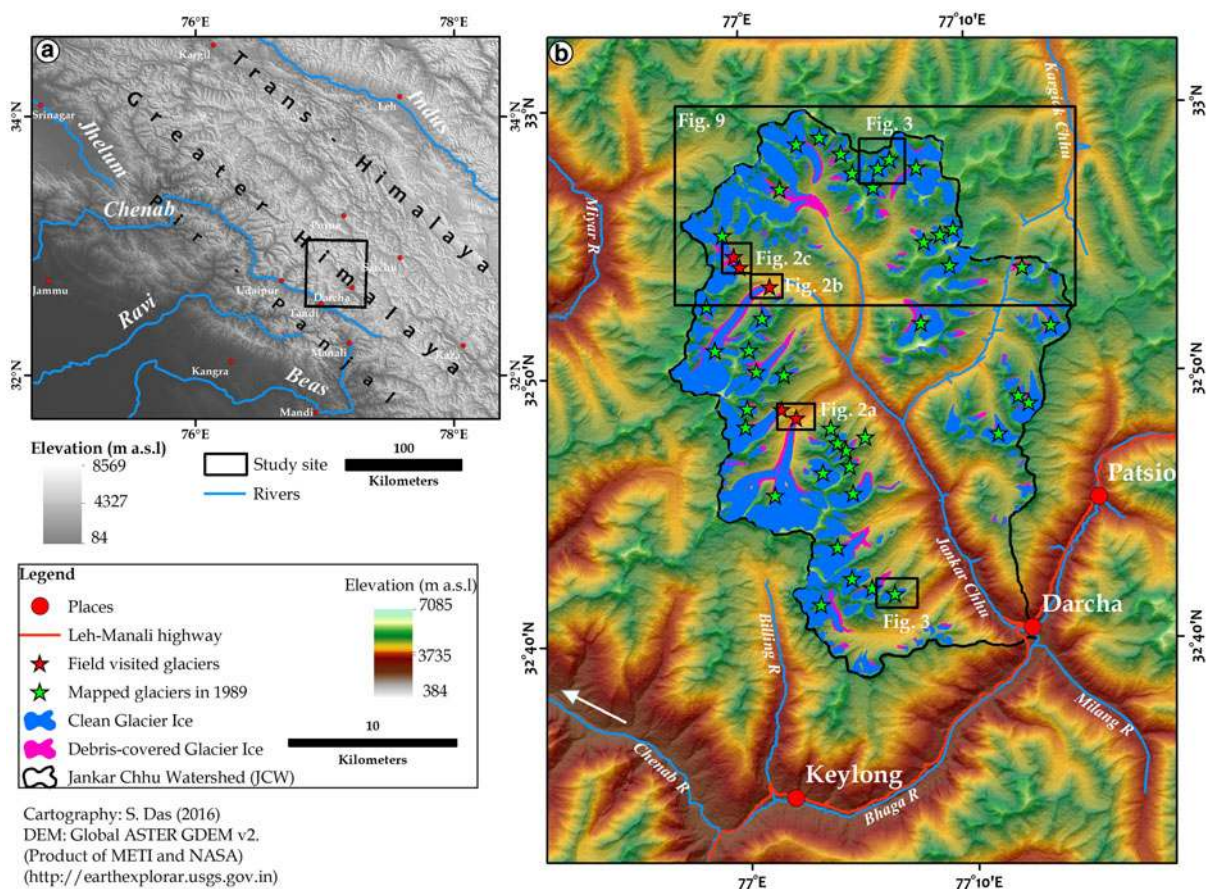 a
76°E
78°E
34°N
32°N
Kargil
Trans - Himalaya
Indus
Leh
Srinagar
Greater Himalaya
Jhelum
Chenab
Pir - Panjal
Sarchu
Jammu
Udaipur
Darcha
Tandi
Ravi
Manali
Kaza
Kangra
Beas
Mandi
34°N
32°N
76°E
78°E
Elevation (m a.s.l)
8569
4327
84
Study site
Rivers
100
Kilometers
Legend
Places
Leh-Manali highway
Field visited glaciers
Mapped glaciers in 1989
Clean Glacier Ice
Debris-covered Glacier Ice
Jankar Chhu Watershed (JCW)
Elevation (m a.s.l)
7085
3735
384
10
Kilometers
Cartography: S. Das (2016)
DEM: Global ASTER GDEM v2.
(Product of METI and NASA)
(http://earthexplorar.usgs.gov.in)
b
77°E
77°10'E
33°N
33°N
Fig. 9
Fig. 3
Kargiak Chhu
Miyar R
Fig. 2c
Fig. 2b
32°50'N
32°50'N
Fig. 2a
Patsio
Jankar Chhu
Darcha
Fig. 3
Billing R
32°40'N
32°40'N
Milang R
Chenab R
Keylong
Bhaga R
77°E
77°10'E